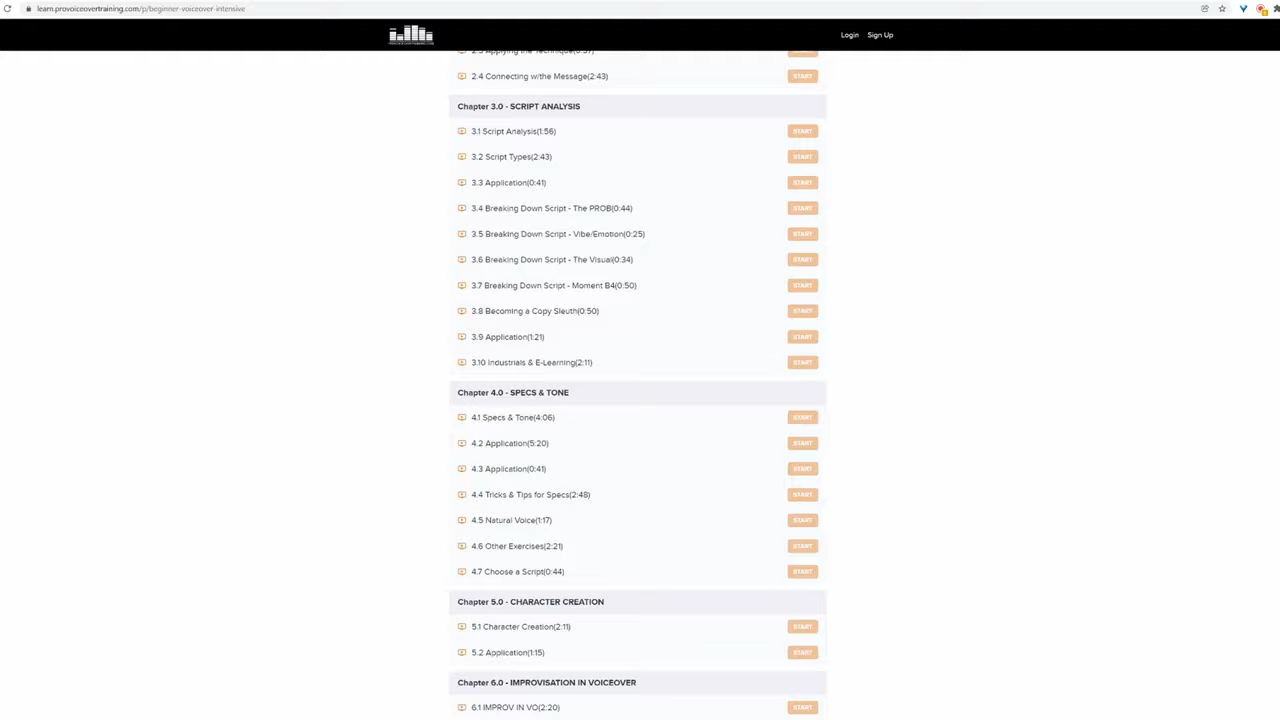 learn.provoiceovertraining.com/p/beginner-voiceover-intensive
Login Sign Up
2.3 Applying the Technique(0:37)
2.4 Connecting w/the Message(2:43) START
Chapter 3.0 - SCRIPT ANALYSIS
3.1 Script Analysis(1:56) START
3.2 Script Types(2:43) START
3.3 Application(0:41) START
3.4 Breaking Down Script - The PROB(0:44) START
3.5 Breaking Down Script - Vibe/Emotion(0:25) START
3.6 Breaking Down Script - The Visual(0:34) START
3.7 Breaking Down Script - Moment B4(0:50) START
3.8 Becoming a Copy Sleuth(0:50) START
3.9 Application(1:21) START
3.10 Industrials & E-Learning(2:11) START
Chapter 4.0 - SPECS & TONE
4.1 Specs & Tone(4:06) START
4.2 Application(5:20) START
4.3 Application(0:41) START
4.4 Tricks & Tips for Specs(2:48) START
4.5 Natural Voice(1:17) START
4.6 Other Exercises(2:21) START
4.7 Choose a Script(0:44) START
Chapter 5.0 - CHARACTER CREATION
5.1 Character Creation(2:11) START
5.2 Application(1:15) START
Chapter 6.0 - IMPROVISATION IN VOICEOVER
6.1 IMPROV IN VO(2:20) START